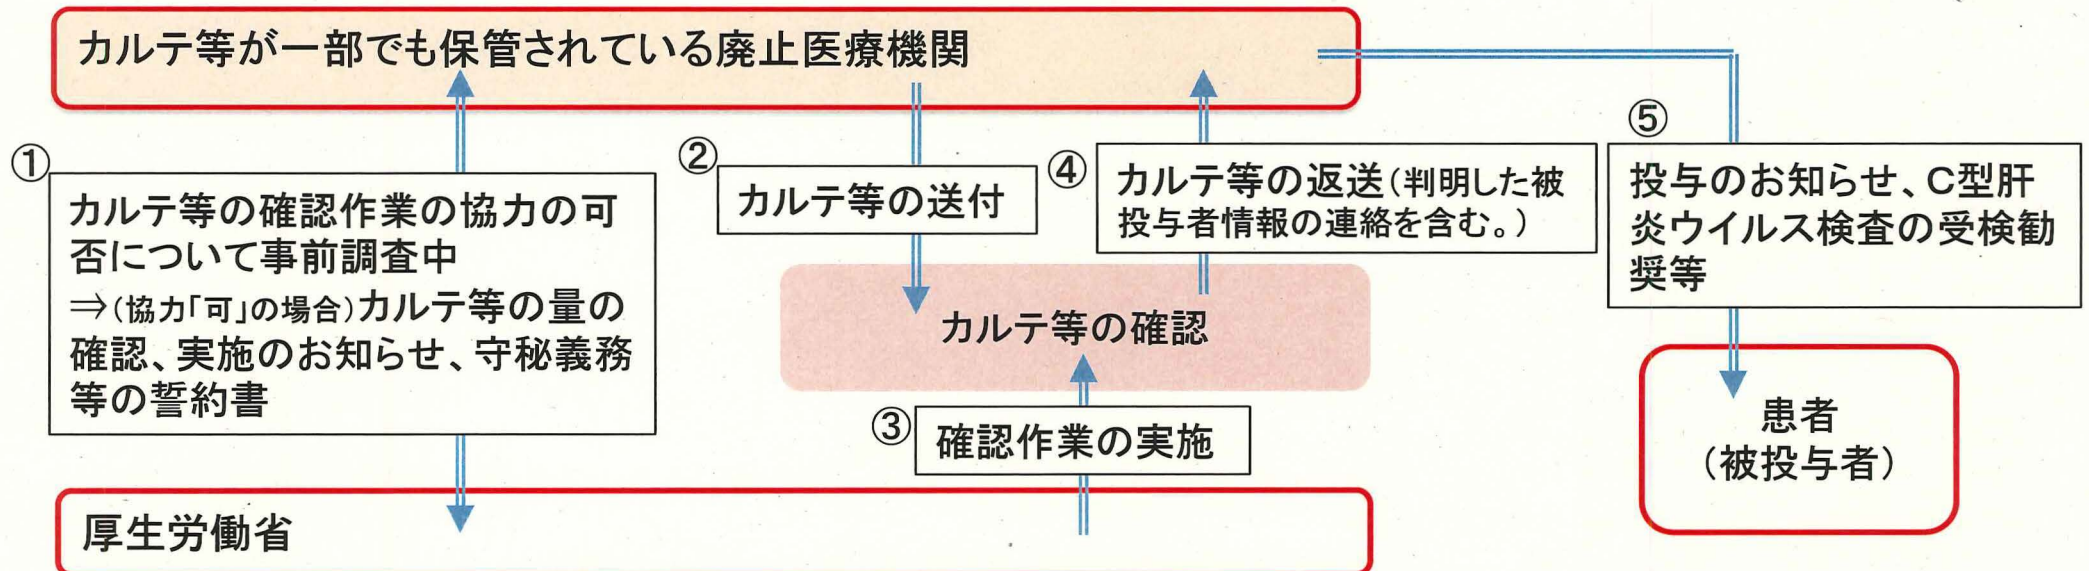 カルテ等が一部でも保管されている廃止医療機関
①
カルテ等の確認作業の協力の可
否について事前調査中
⇒(協力「可」の場合)カルテ等の量の
確認、実施のお知らせ、守秘義務
等の誓約書
②
カルテ等の送付
④
カルテ等の返送(判明した被
投与者情報の連絡を含む。)
⑤
投与のお知らせ、C型肝
炎ウイルス検査の受検勧
奨等
カルテ等の確認
③
確認作業の実施
患者
(被投与者)
厚生労働省